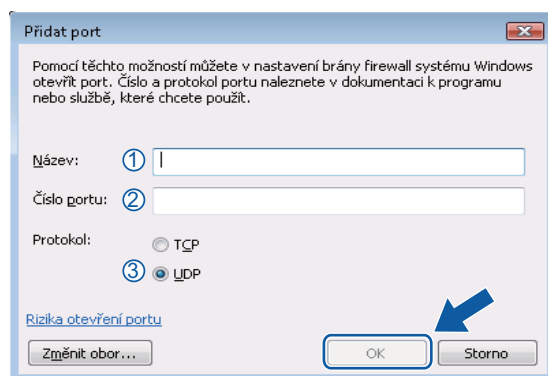 Přidat port
Pomocí těchto možností můžete v nastavení brány firewall systému Windows
otevřít port. Číslo a protokol portu naleznete v dokumentaci k programu
nebo službě, které chcete použít.
Název: 1
Číslo portu: 2
Protokol: TCP
3 UDP
Rizika otevření portu
Změnit obor... OK Storno